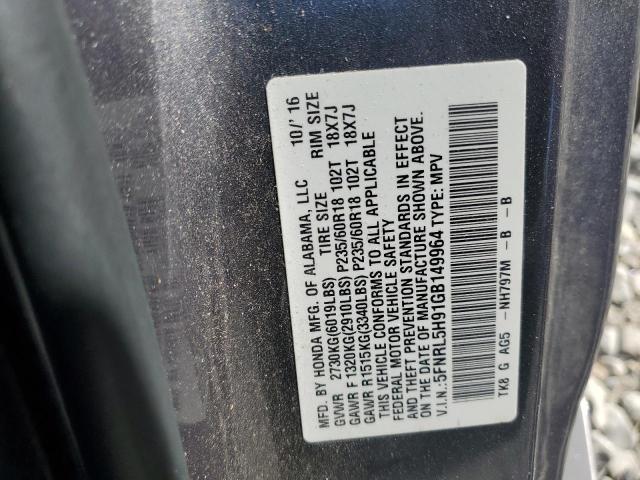 MFD. BY HONDA MFG. OF ALABAMA, LLC 10/'16
GVWR 2730KG(6019LBS) TIRE SIZE RIM SIZE
GAWR F 1320KG(2910LBS) P235/60R18 102T 18X7J
GAWR R 1515KG(3340LBS) P235/60R18 102T 18X7J
THIS VEHICLE CONFORMS TO ALL APPLICABLE
FEDERAL MOTOR VEHICLE SAFETY
AND THEFT PREVENTION STANDARDS IN EFFECT
ON THE DATE OF MANUFACTURE SHOWN ABOVE.
V.I.N.:5FNRL5H91GB149964 TYPE: MPV
TK8 G AG5 -NH797M -B -B